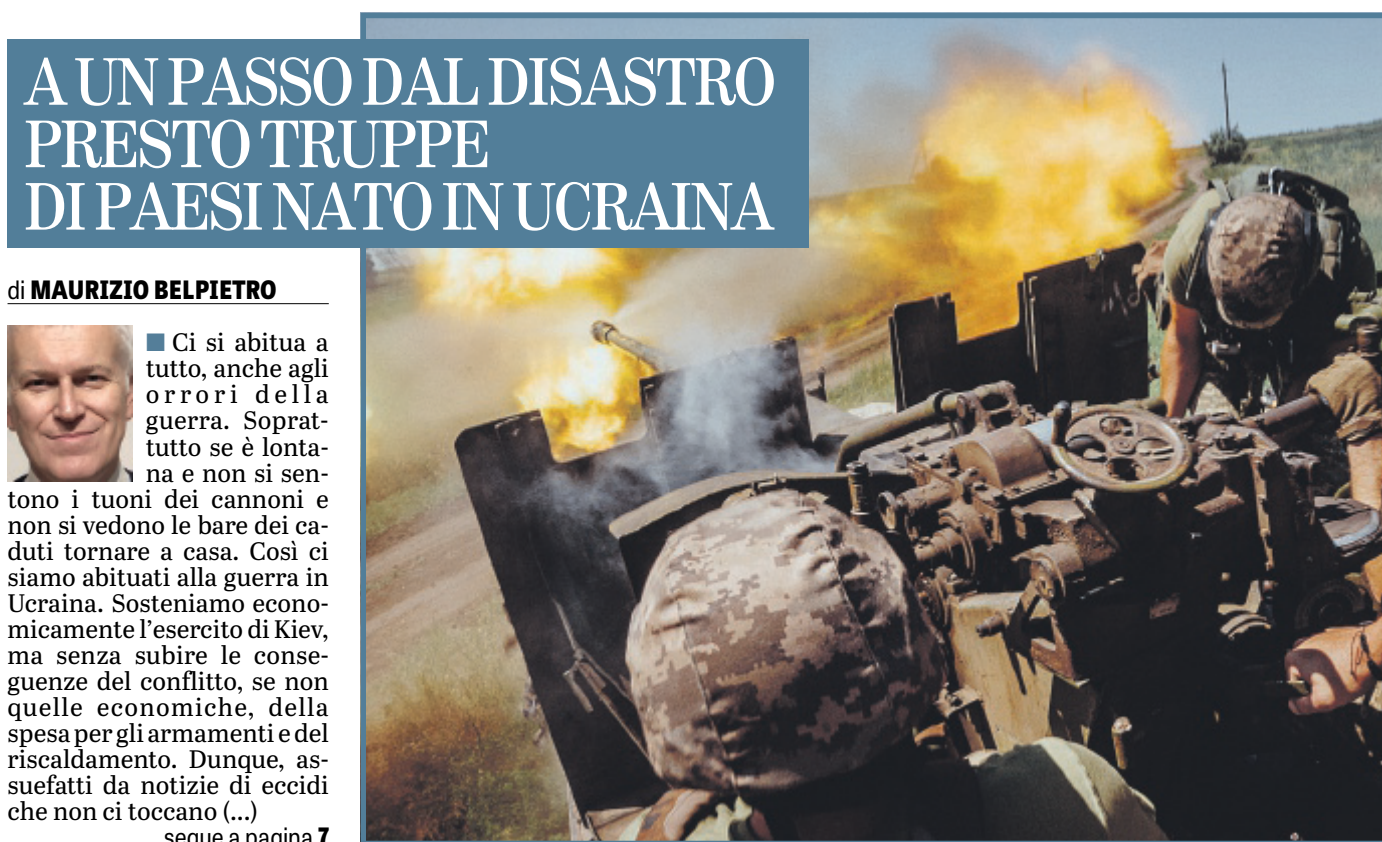 A UN PASSO DAL DISASTRO
PRESTO TRUPPE
DI PAESI NATO IN UCRAINA
di MAURIZIO BELPIETRO
■ Ci si abitua a
tutto, anche agli
orrori della
guerra. Soprat-
tutto se è lonta-
na e non si sen-
tono i tuoni dei cannoni e
non si vedono le bare dei ca-
duti tornare a casa. Così ci
siamo abituati alla guerra in
Ucraina. Sosteniamo econo-
micamente l’esercito di Kiev,
ma senza subire le conse-
guenze del conflitto, se non
quelle economiche, della
spesa per gli armamenti e del
riscaldamento. Dunque, as-
suefatti da notizie di eccidi
che non ci toccano (...)
segue a pagina 7